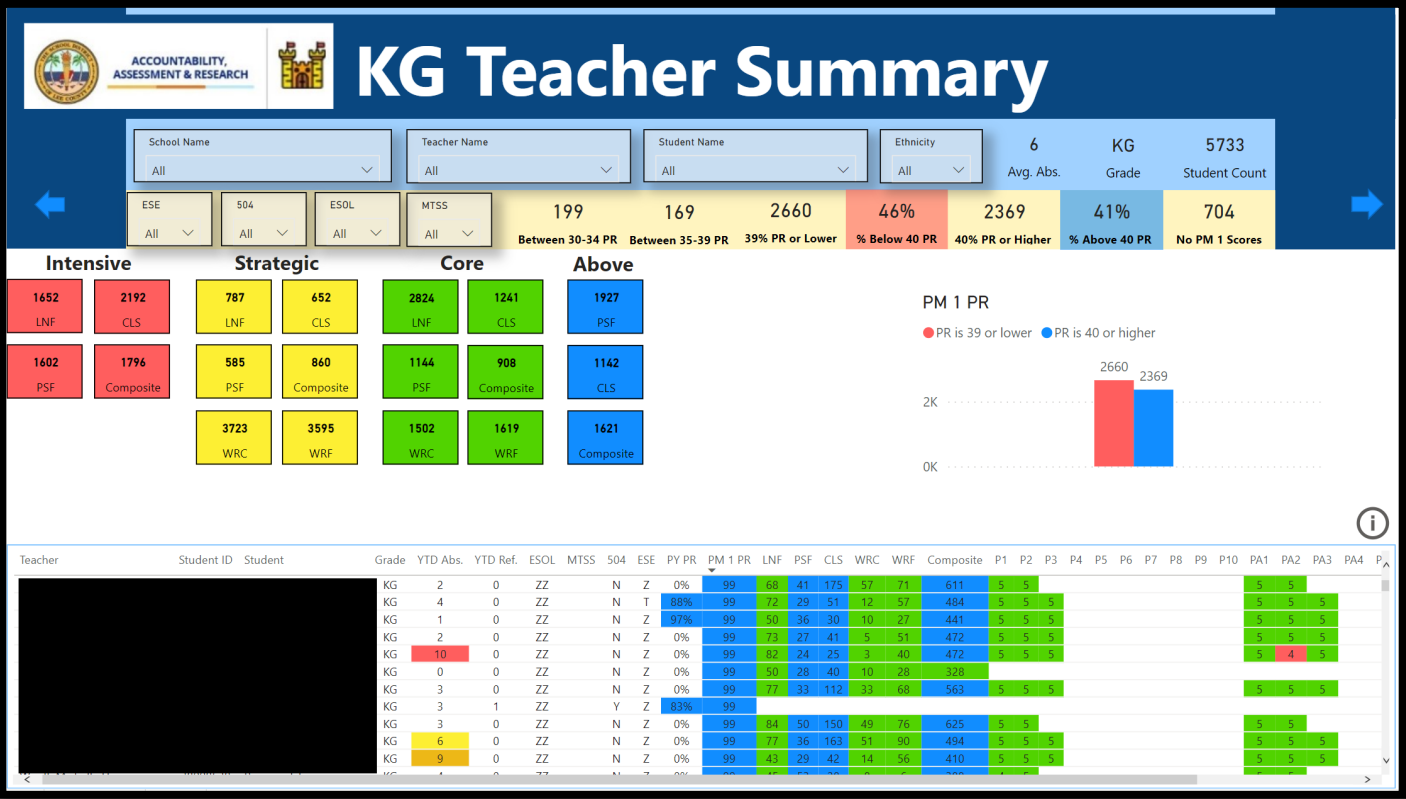 ACCOUNTABILITY,
ASSESSMENT & RESEARCH
KG Teacher Summary
School Name
All
Teacher Name
All
Student Name
All
Ethnicity
All
6
Avg. Abs.
KG
Grade
5733
Student Count
ESE
All
504
All
ESOL
All
MTSS
All
199
Between 30-34 PR
169
Between 35-39 PR
2660
39% PR or Lower
46%
% Below 40 PR
2369
40% PR or Higher
41%
% Above 40 PR
704
No PM 1 Scores
Intensive
1652
LNF
2192
CLS
1602
PSF
1796
Composite
Strategic
787
LNF
652
CLS
585
PSF
860
Composite
3723
WRC
3595
WRF
Core
2824
LNF
1241
CLS
1144
PSF
908
Composite
1502
WRC
1619
WRF
Above
1927
PSF
1142
CLS
1621
Composite
PM 1 PR
PR is 39 or lower PR is 40 or higher
2660
2369
2K
0K
Teacher Student ID Student Grade YTD Abs. YTD Ref. ESOL MTSS 504 ESE PY PR PM 1 PR LNF PSF CLS WRC WRF Composite P1 P2 P3 P4 P5 P6 P7 P8 P9 P10 PA1 PA2 PA3 PA4
KG 2 0 ZZ N Z 0% 99 68 41 175 57 71 611 5 5 5 5
KG 4 0 ZZ N T 88% 99 72 29 51 12 57 484 5 5 5 5 5 5
KG 1 0 ZZ N Z 97% 99 50 36 30 10 27 441 5 5 5 5 5 5
KG 2 0 ZZ N Z 0% 99 73 27 41 5 51 472 5 5 5 5 5 5
KG 10 0 ZZ N Z 0% 99 82 24 25 3 40 472 5 5 5 5 4 5
KG 0 0 ZZ N Z 0% 99 50 28 40 10 28 328
KG 3 0 ZZ N Z 0% 99 77 33 112 33 68 563 5 5 5 5 5 5
KG 3 1 ZZ Y Z 83% 99
KG 3 0 ZZ N Z 0% 99 84 50 150 49 76 625 5 5 5 5
KG 6 0 ZZ N Z 0% 99 77 36 163 51 90 494 5 5 5 5 5 5
KG 9 0 ZZ N Z 0% 99 43 29 42 14 56 410 5 5 5 5 5 5